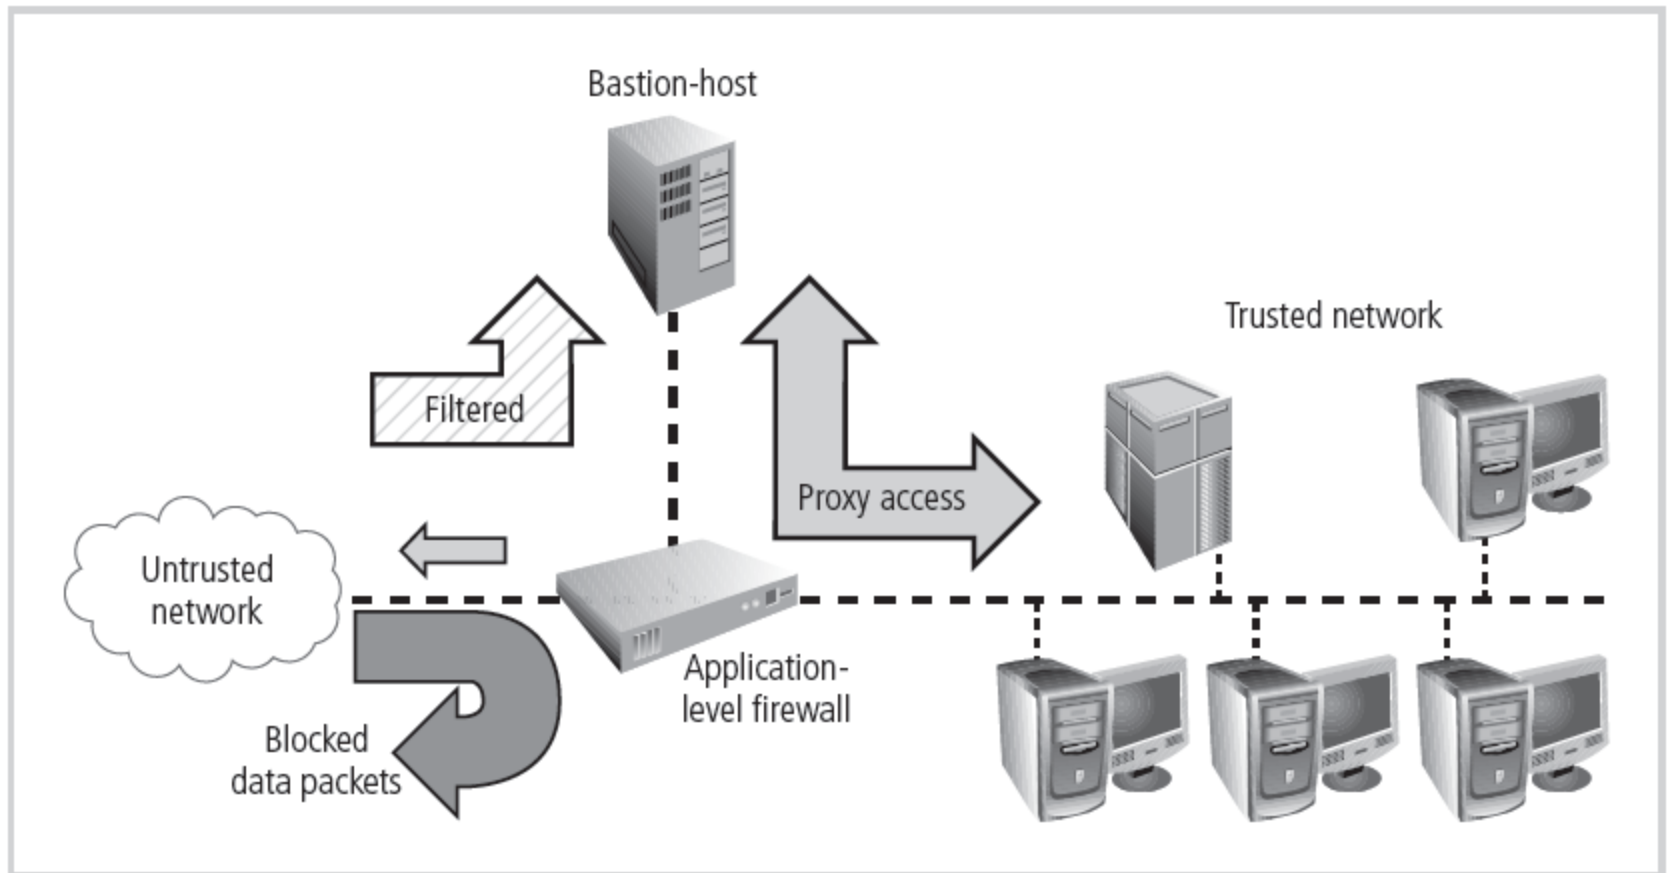 Bastion-host
Trusted network
Filtered
Proxy access
Untrusted
network
Application-
level firewall
Blocked
data packets